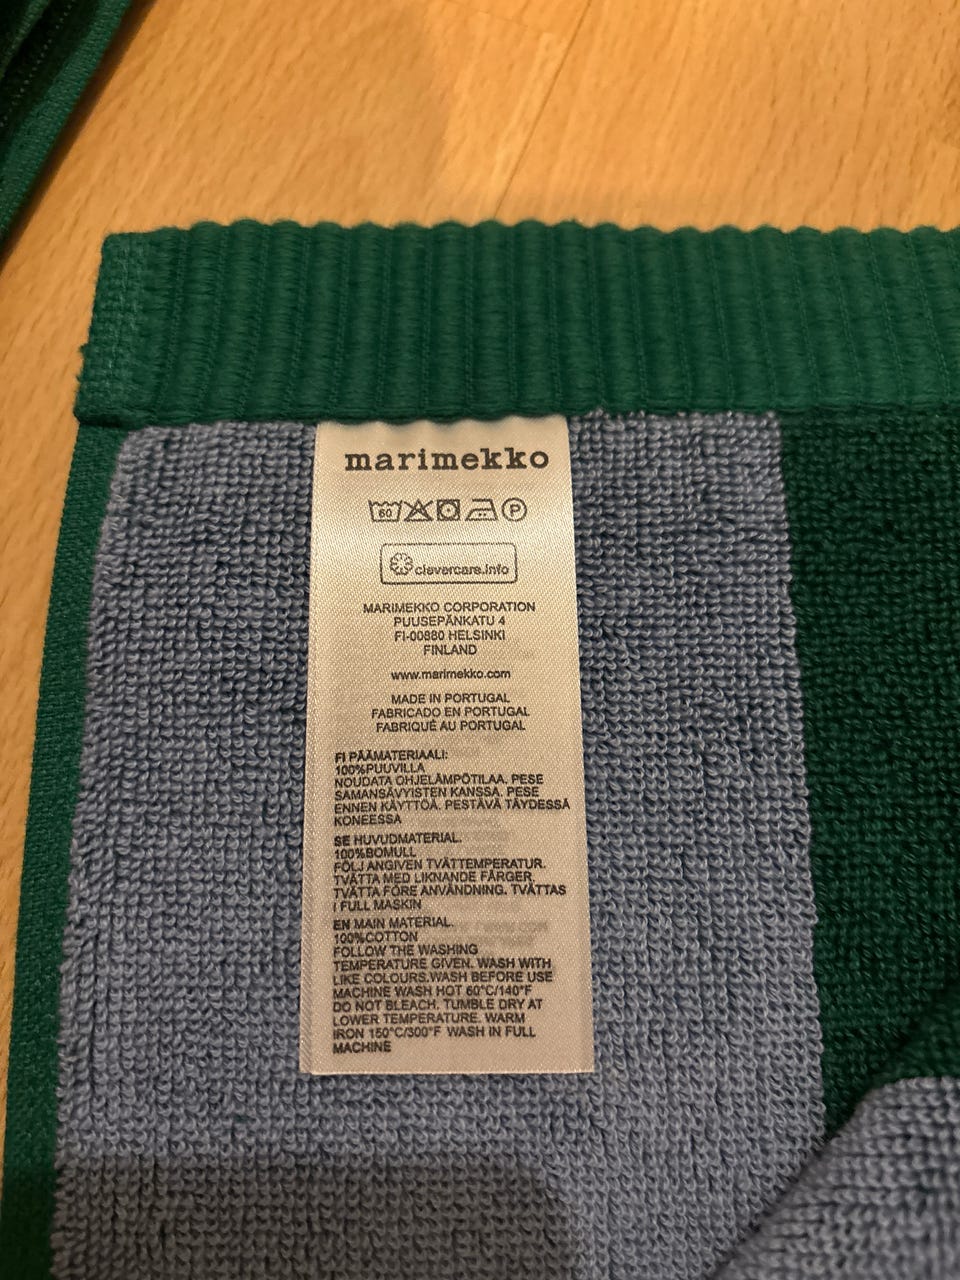 marimekko
60 P
clevercare.info
MARIMEKKO CORPORATION
PUUSEPÄNKATU 4
FI-00880 HELSINKI
FINLAND
www.marimekko.com
MADE IN PORTUGAL
FABRICADO EN PORTUGAL
FABRIQUÉ AU PORTUGAL
FI PÄÄMATERIAALI:
100%PUUVILLA
NOUDATA OHJELÄMPÖTILAA. PESE
SAMANSÄVYISTEN KANSSA. PESE
ENNEN KÄYTTÖÄ. PESTÄVÄ TÄYDESSÄ
KONEESSA
SE HUVUDMATERIAL.
100%BOMULL
FÖLJ ANGIVEN TVÄTTEMPERATUR.
TVÄTTA MED LIKNANDE FÄRGER.
TVÄTTA FÖRE ANVÄNDNING. TVÄTTAS
I FULL MASKIN
EN MAIN MATERIAL.
100%COTTON
FOLLOW THE WASHING
TEMPERATURE GIVEN. WASH WITH
LIKE COLOURS.WASH BEFORE USE
MACHINE WASH HOT 60°C/140°F
DO NOT BLEACH. TUMBLE DRY AT
LOWER TEMPERATURE. WARM
IRON 150°C/300°F WASH IN FULL
MACHINE